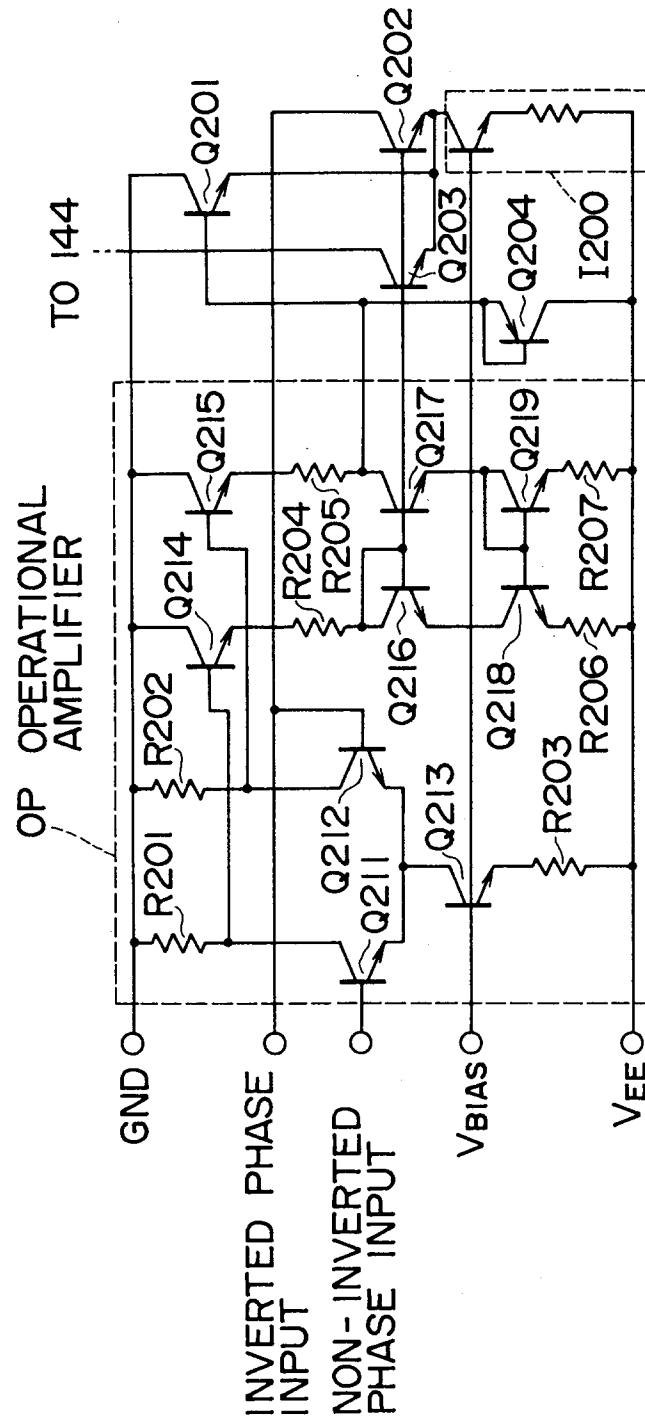 OP OPERATIONAL
AMPLIFIER
TO 144
R201
R202
Q214
Q215
Q201
R204
R205
Q202
Q203
Q216
Q217
Q212
Q211
Q213
Q218
Q219
Q204
I200
R203
R206
R207
GND
INVERTED PHASE
INPUT
NON-INVERTED
PHASE INPUT
VBIAS
VEE